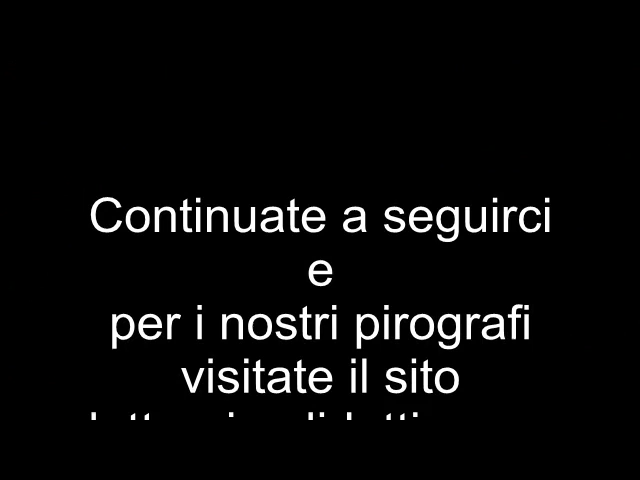 Continuate a seguirci
e
per i nostri pirografi
visitate il sito